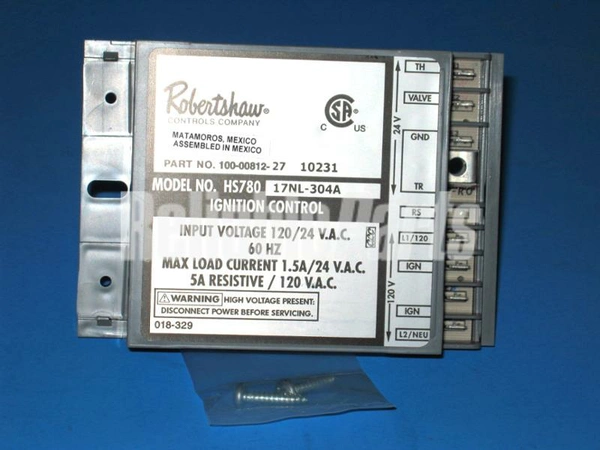 Robertshaw®
CONTROLS COMPANY
MATAMOROS, MEXICO
ASSEMBLED IN MEXICO
C US
PART NO. 100-00812-27 10231
MODEL NO. HS780 17NL-304A
IGNITION CONTROL
INPUT VOLTAGE 120/24 V.A.C.
60 HZ
MAX LOAD CURRENT 1.5A/24 V.A.C.
5A RESISTIVE / 120 V.A.C.
WARNING HIGH VOLTAGE PRESENT:
DISCONNECT POWER BEFORE SERVICING.
018-329
TH
VALVE
24 V
GND
TR
RS
L1/120
IGN
120 V
IGN
L2/NEU